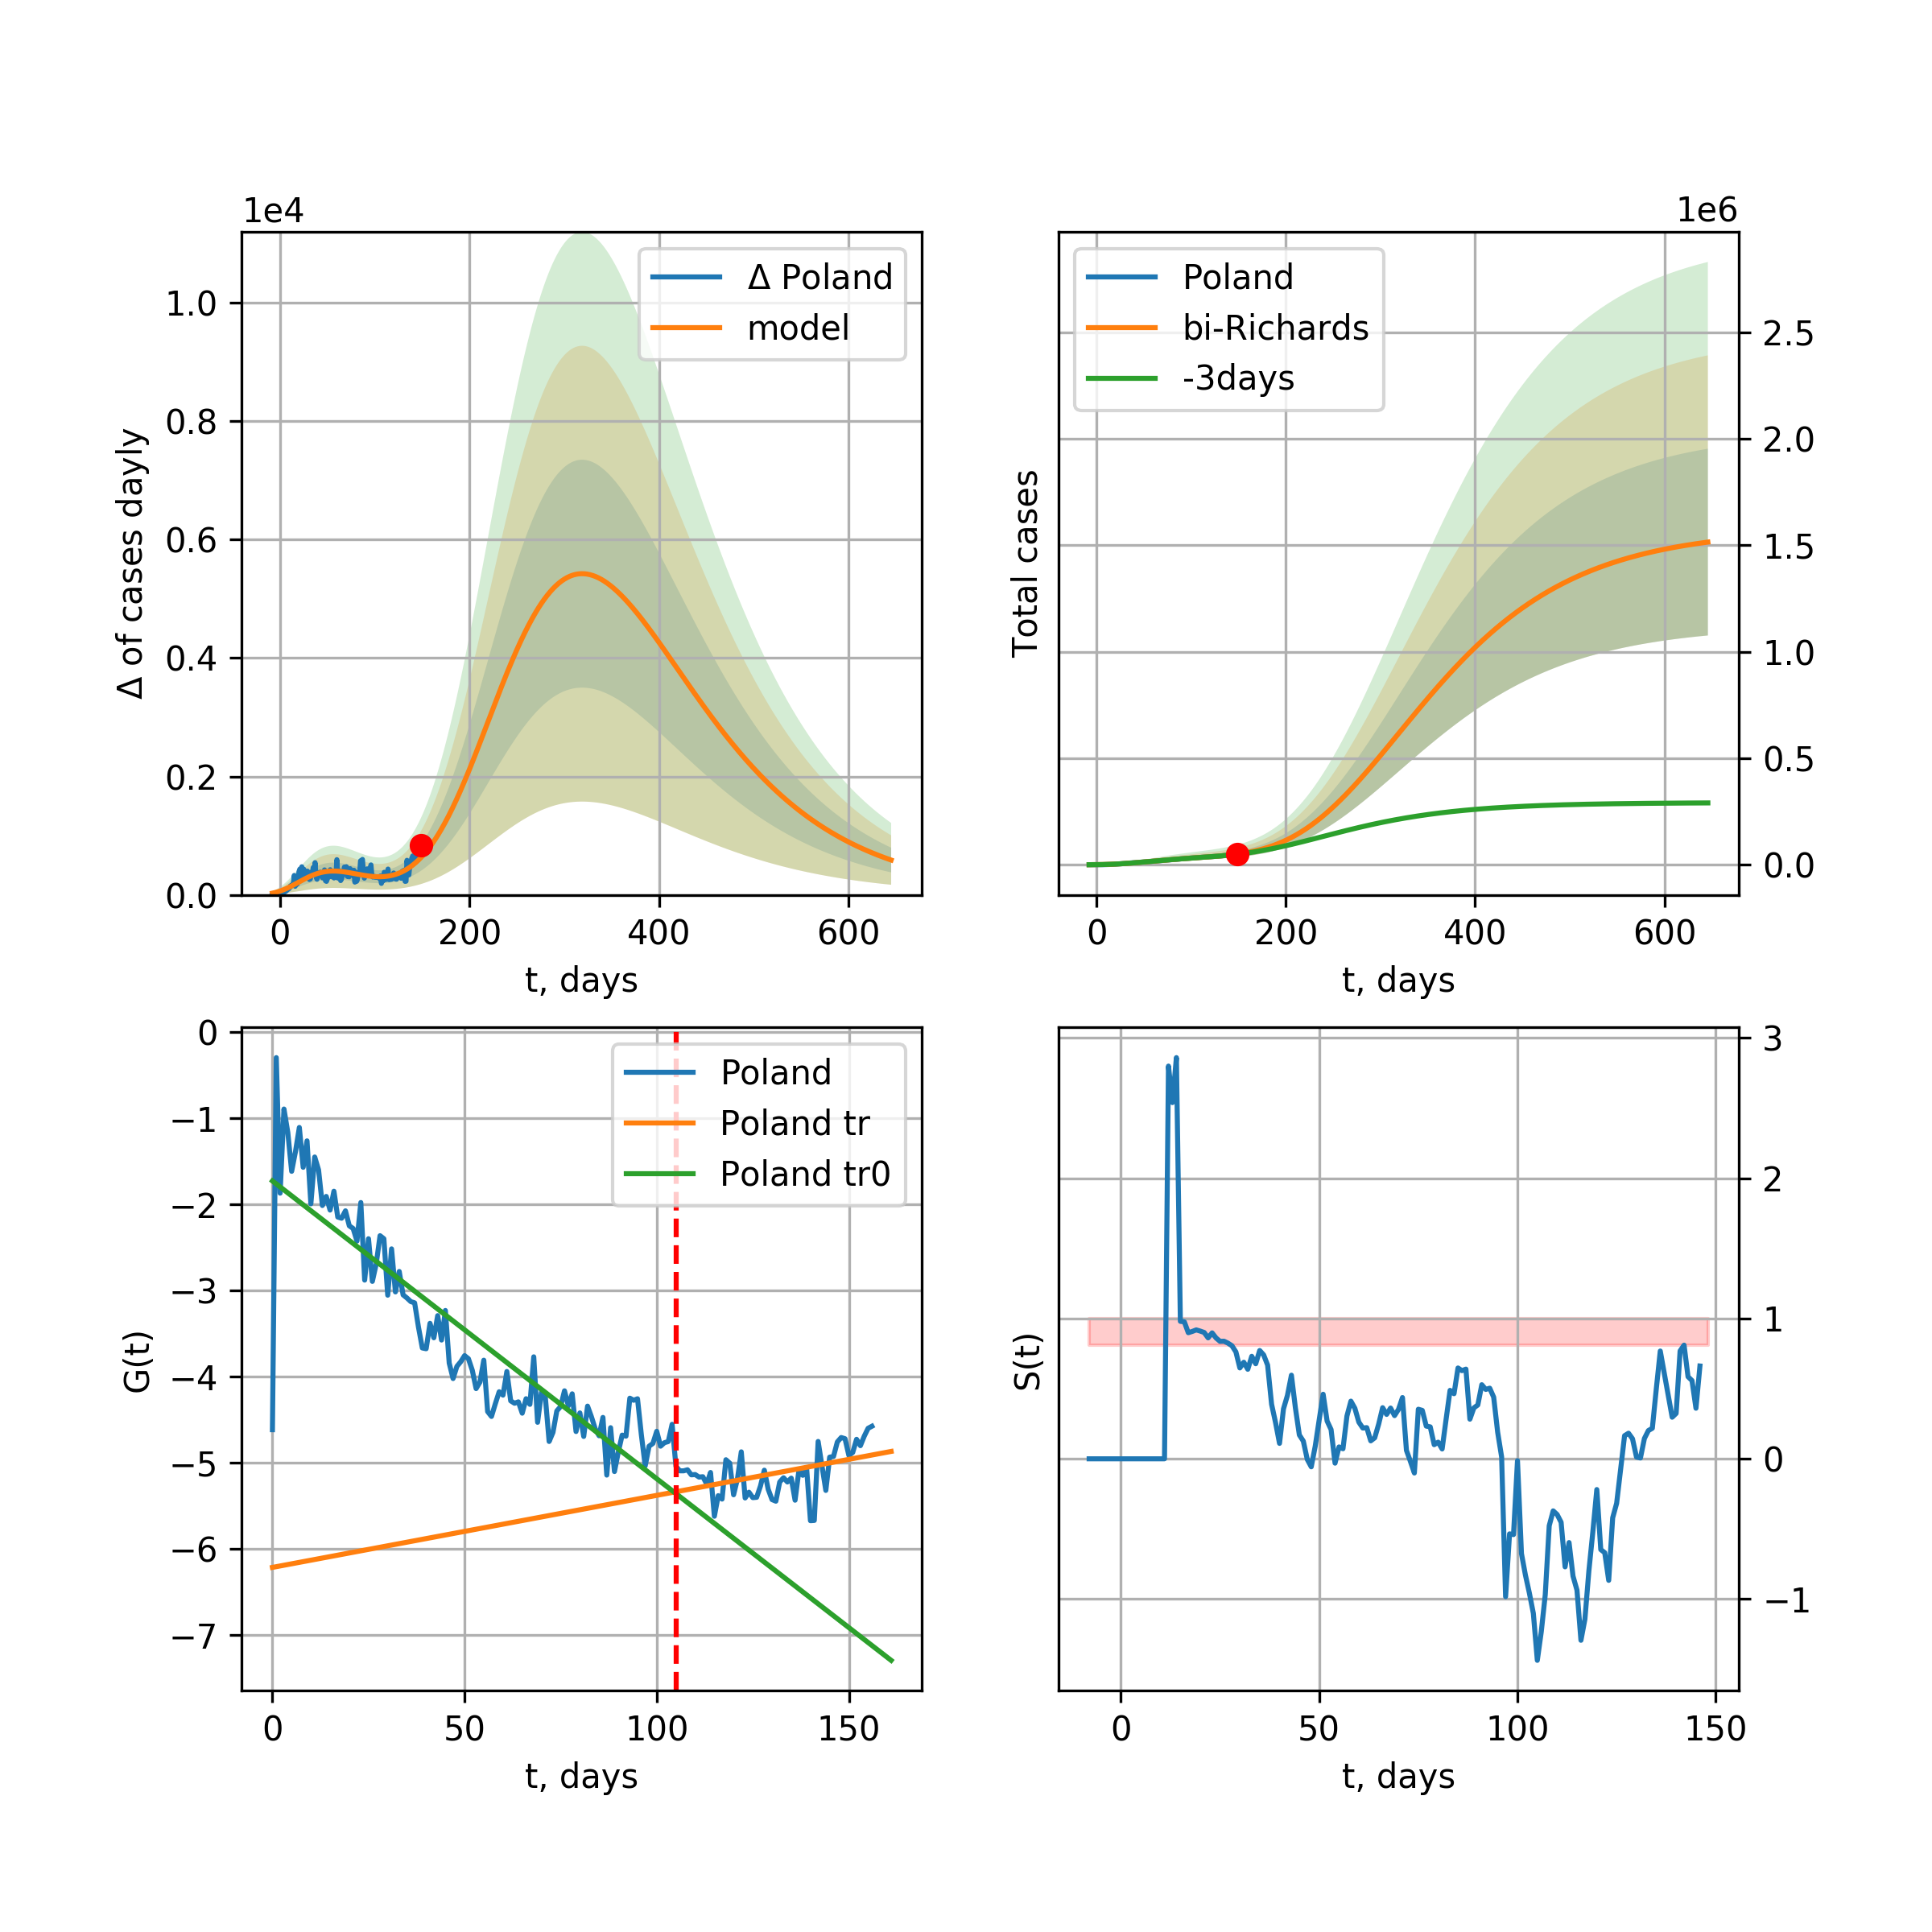 1e4
Δ Poland
model
1.0
0.8
0.6
0.4
0.2
0.0
Δ of cases dayly
0 200 400 600
t, days
1e6
Poland
bi-Richards
-3days
2.5
2.0
1.5
1.0
0.5
0.0
Total cases
0 200 400 600
t, days
Poland
Poland tr
Poland tr0
0
−1
−2
−3
−4
−5
−6
−7
G(t)
0 50 100 150
t, days
3
2
1
0
−1
S(t)
0 50 100 150
t, days